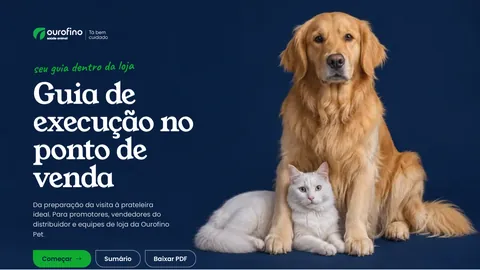 ourofino
saúde animal
Tá bem
cuidado
seu guia dentro da loja
Guia de
execução no
ponto de
venda
Da preparação da visita à prateleira
ideal. Para promotores, vendedores do
distribuidor e equipes de loja da Ourofino
Pet.
Começar →
Sumário
Baixar PDF